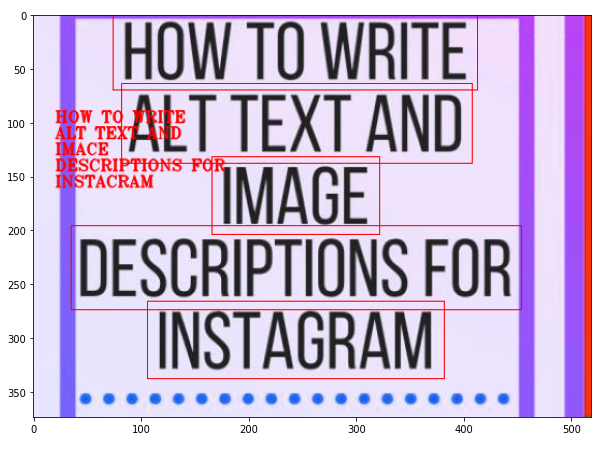 0
50
100
150
200
250
300
350
HOW TO WRITE
ALT TEXT AND
IMAGE
DESCRIPTIONS FOR
INSTAGRAM
HOW TO WRITE
ALT TEXT AND
IMACE
DESCRIPTIONS FOR
INSTACRAM
0 100 200 300 400 500